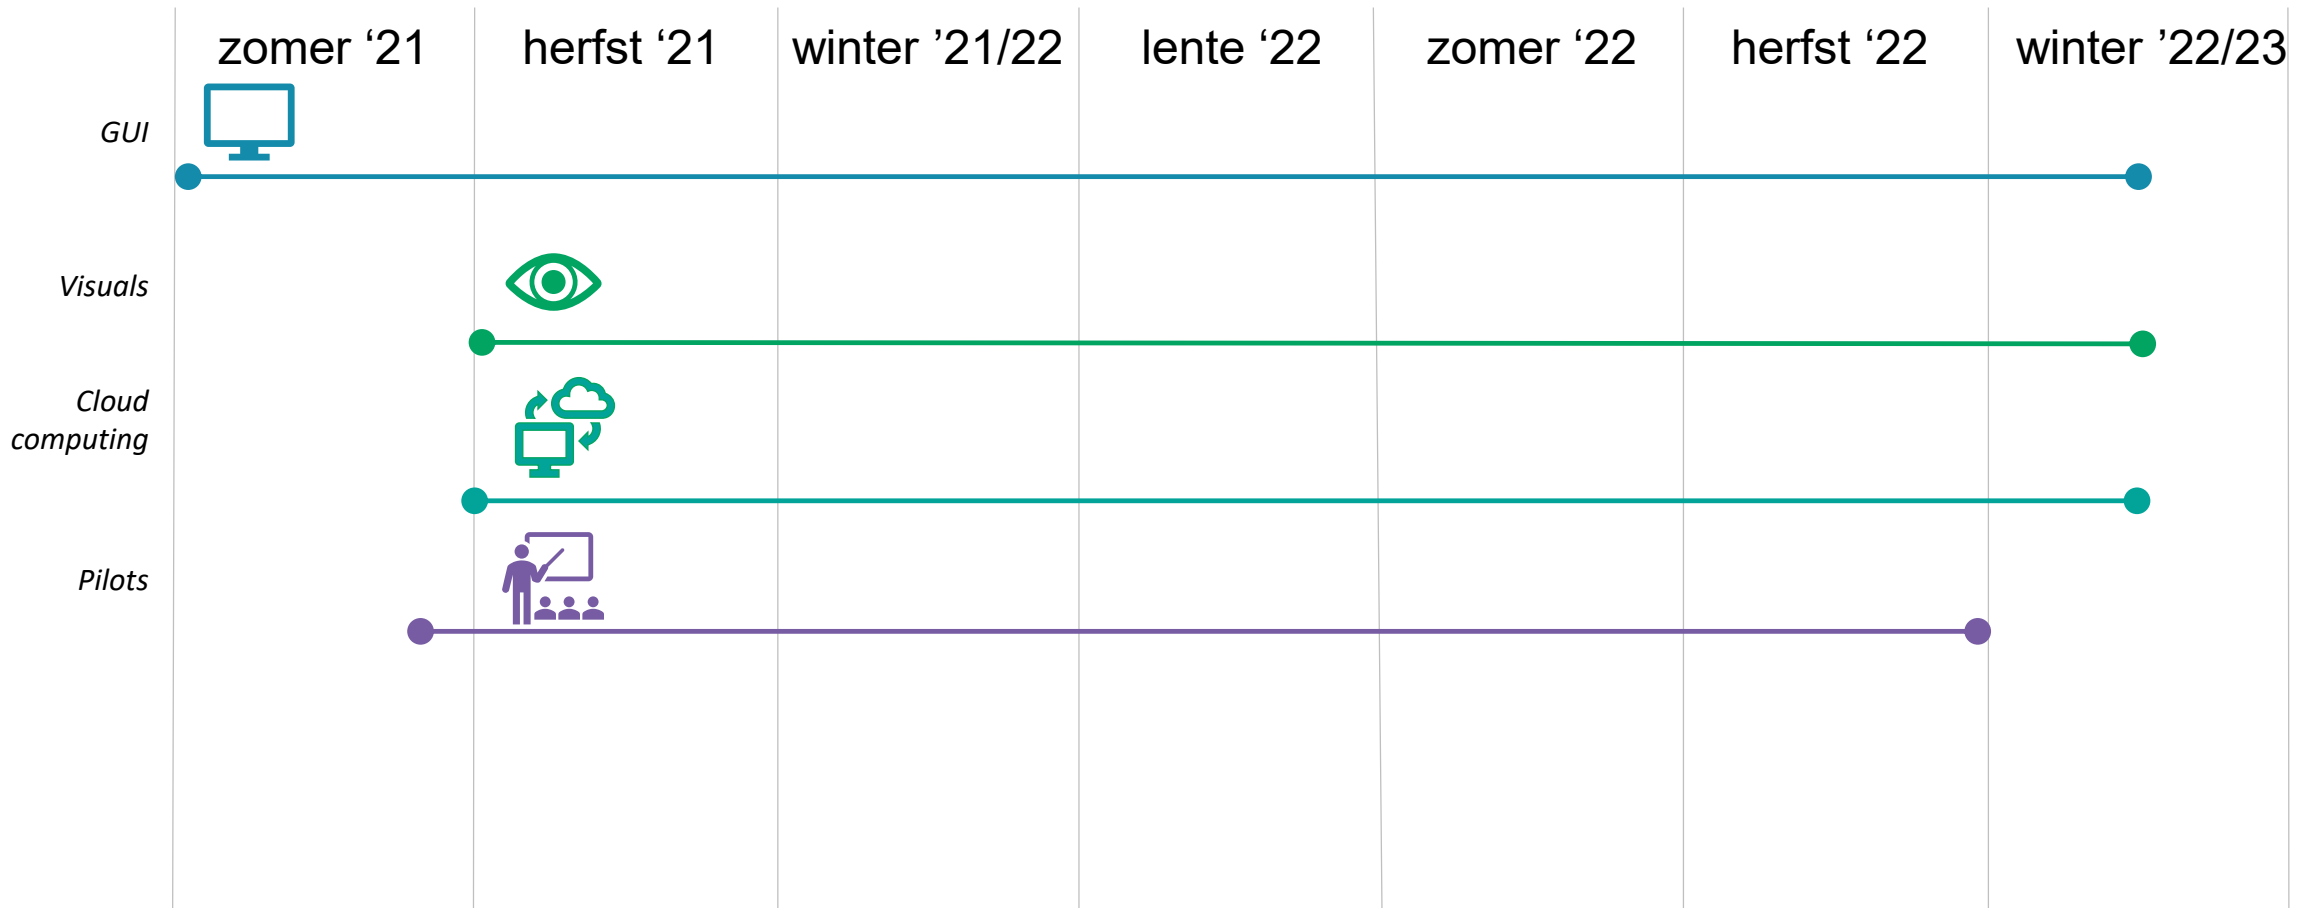 zomer ‘21 herfst ‘21 winter ’21/22 lente ‘22 zomer ‘22 herfst ‘22 winter ’22/23
GUI
Visuals
Cloud
computing
Pilots